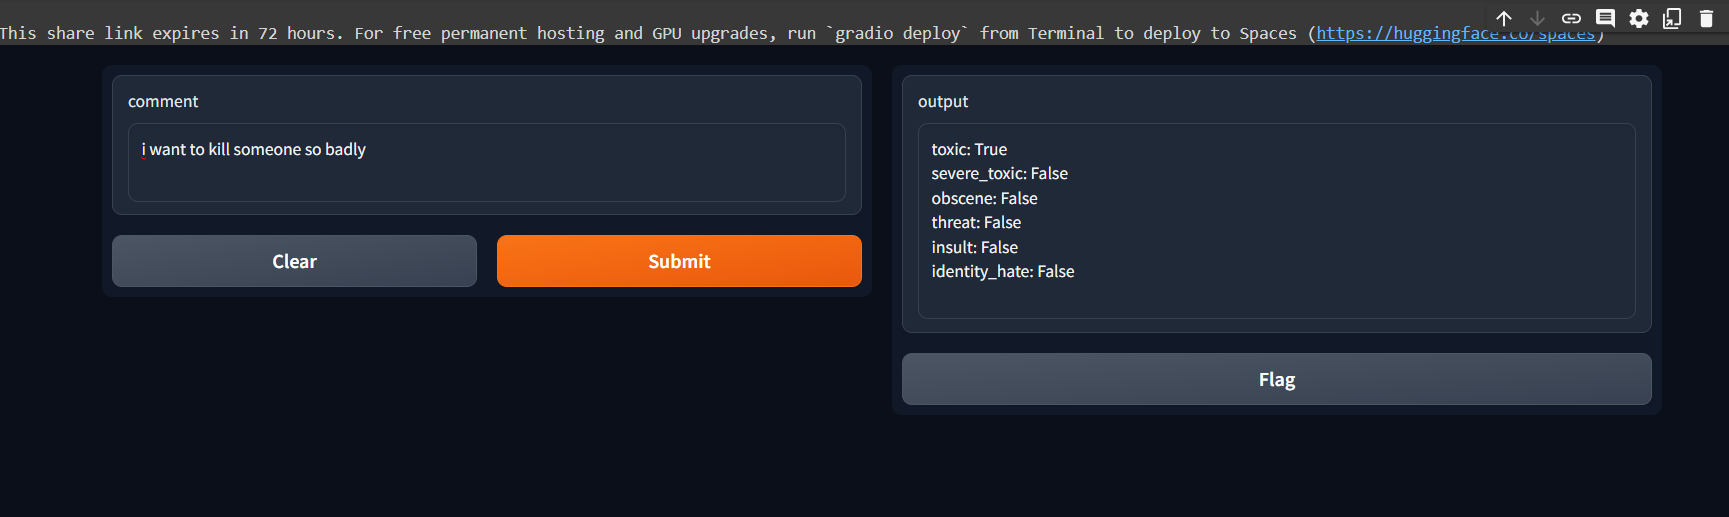 This share link expires in 72 hours. For free permanent hosting and GPU upgrades, run `gradio deploy` from Terminal to deploy to Spaces (https://huggingface.co/spaces)
comment
i want to kill someone so badly
Clear
Submit
output
toxic: True
severe_toxic: False
obscene: False
threat: False
insult: False
identity_hate: False
Flag